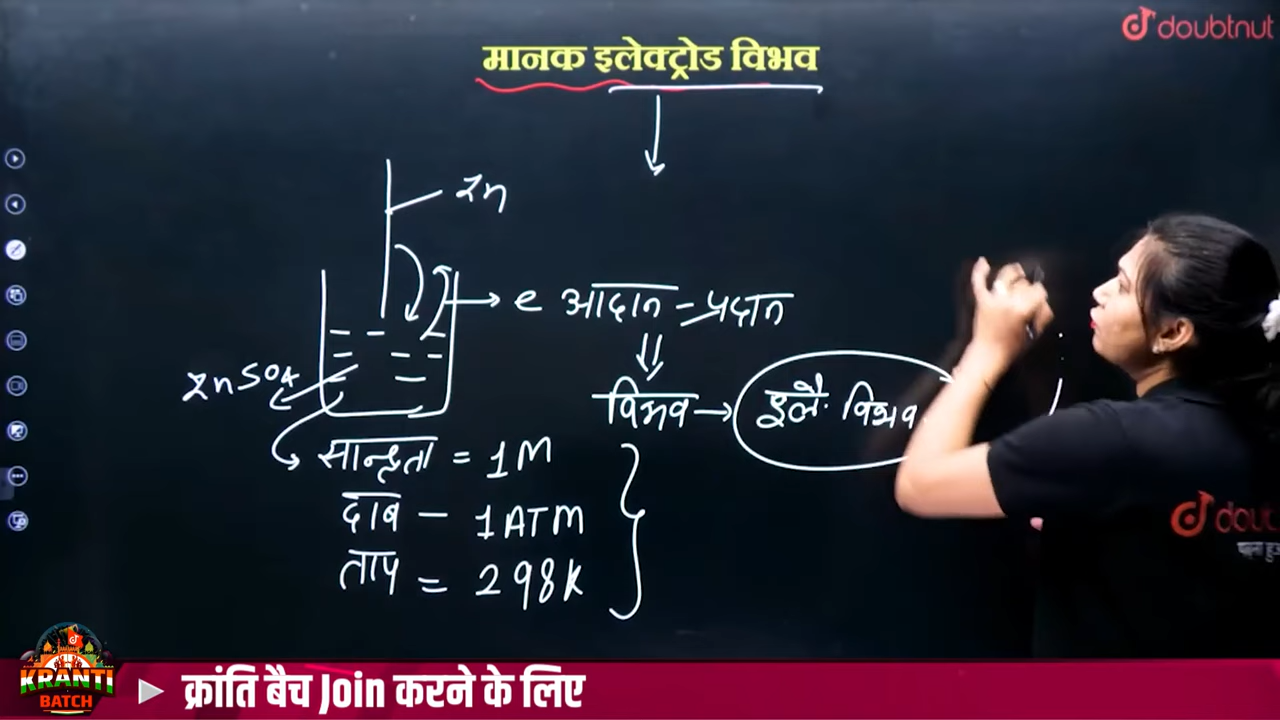 doubtnut
मानक इलेक्ट्रोड विभव
Zn
e आदान - प्रदान
ZnSO4
विभव → इलै. विभव
सान्द्रता = 1M
दाब - 1ATM
ताप = 298K
KRANTI
BATCH
क्रांति बैच Join करने के लिए